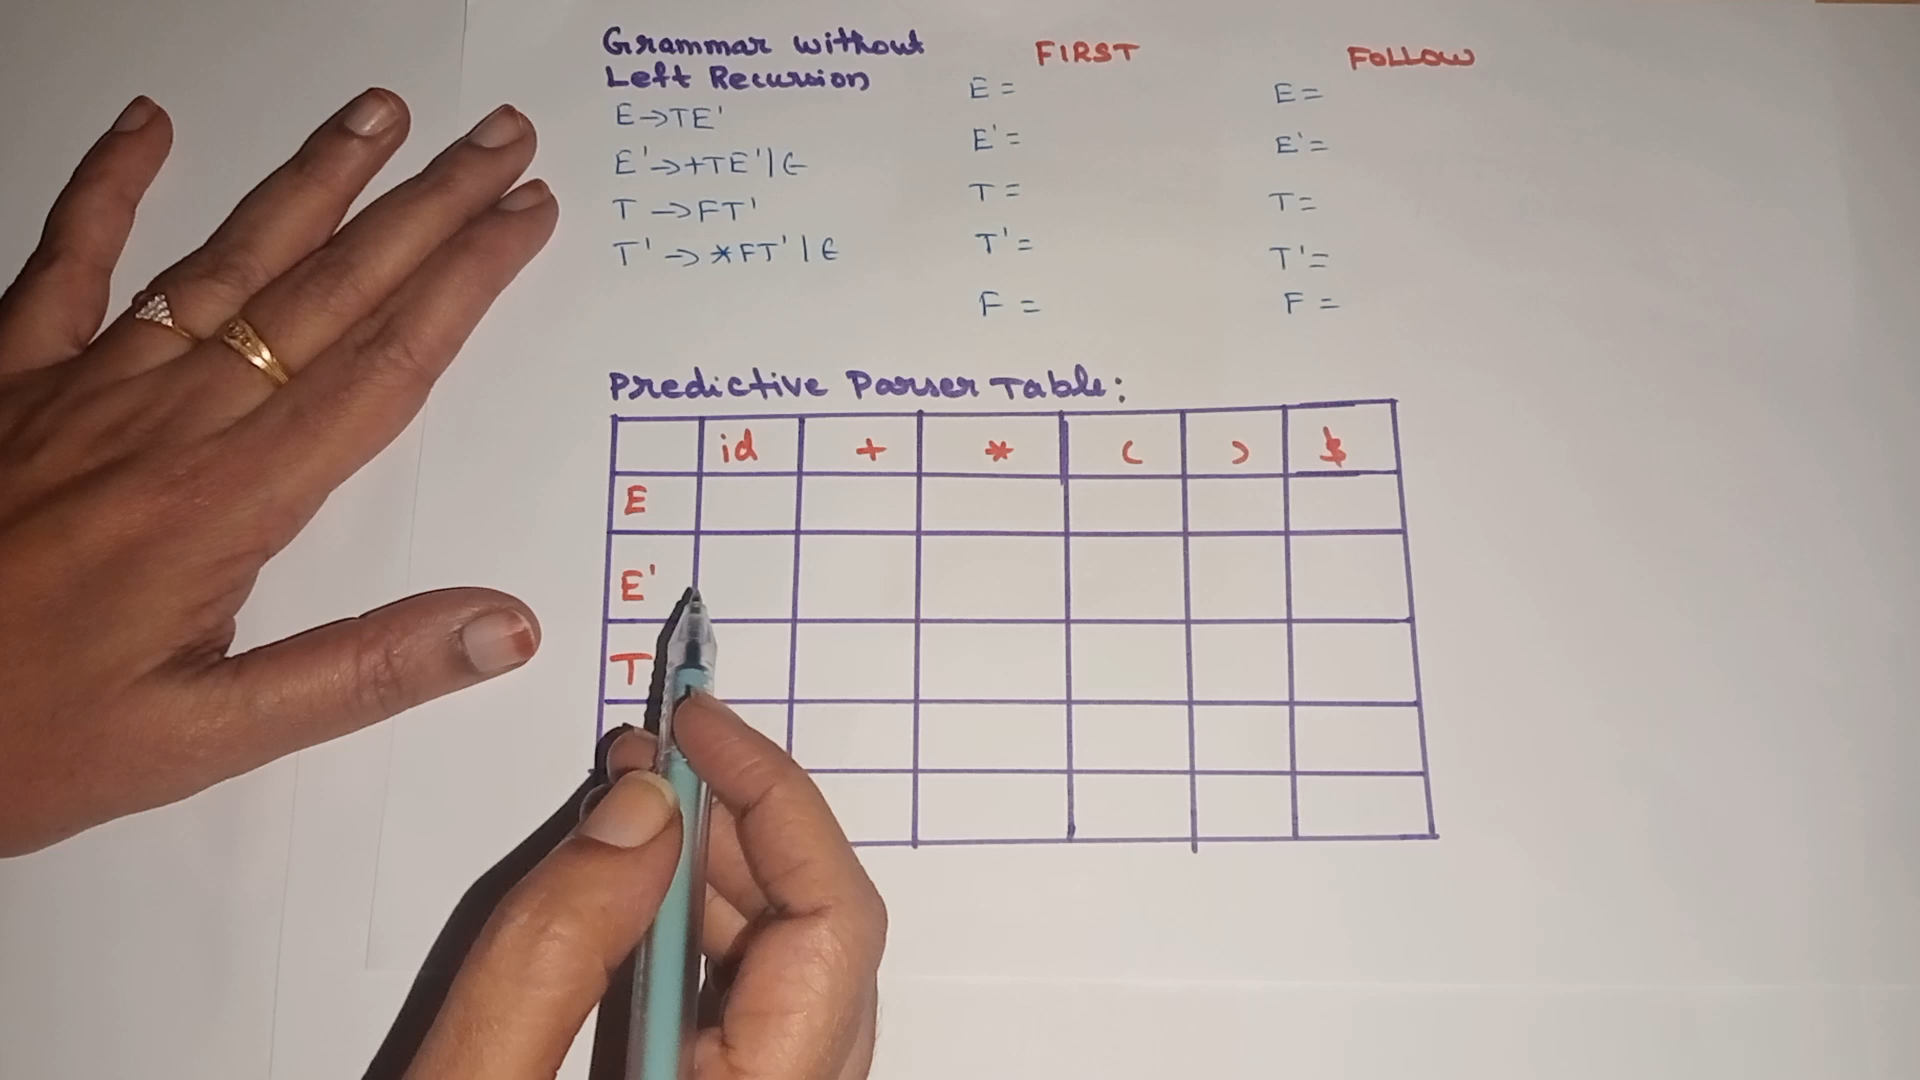 Grammar without
Left Recursion
E→TE'
E'→+TE'|ϵ
T→FT'
T'→*FT'|ϵ
FIRST
E =
E' =
T =
T' =
F =
FOLLOW
E =
E' =
T =
T' =
F =
Predictive Parser Table:
id + * ( ) $
E
E'
T